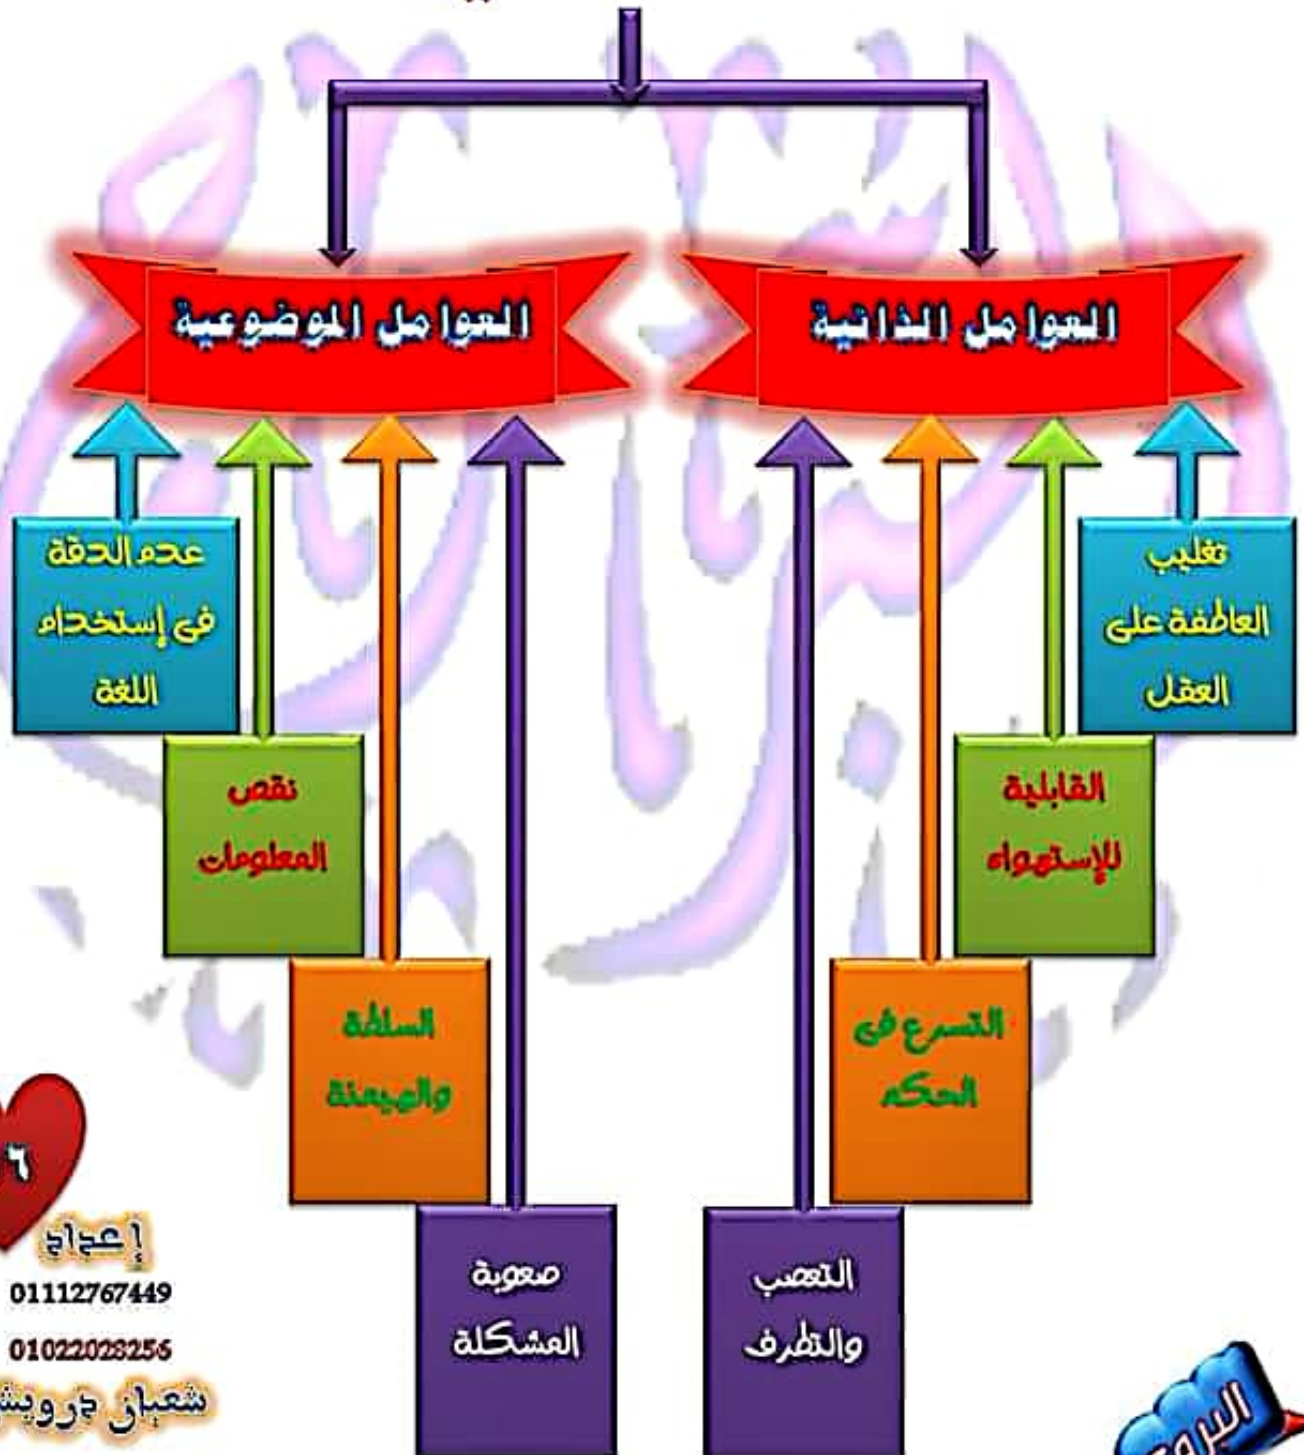 العوامل الذاتية
العوامل الموضوعية
تغليب
العاطفة على
العقل
القابلية
للإستهواء
التسرع فى
الحكم
التعصب
والتطرف
عدم الدقة
فى إستخدام
اللغة
نقص
المعلومات
السلطة
والهيمنة
صعوبة
المشكلة
٦
إعداد
01112767449
01022028256
شعبان درويش